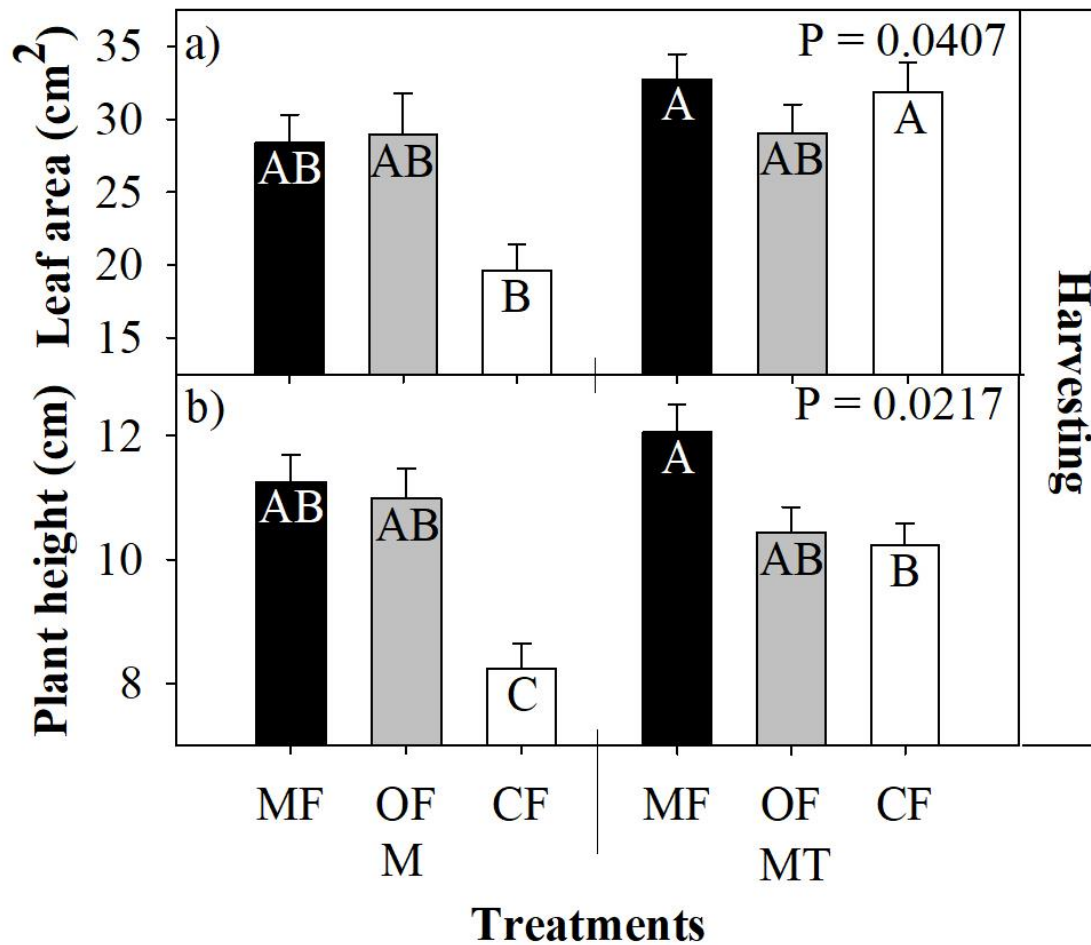 a)
P = 0.0407
Leaf area (cm²)
35
30
25
20
15
AB
AB
B
A
AB
A
b)
P = 0.0217
Plant height (cm)
12
10
8
AB
AB
C
A
AB
B
Harvesting
MF OF CF MF OF CF
M MT
Treatments